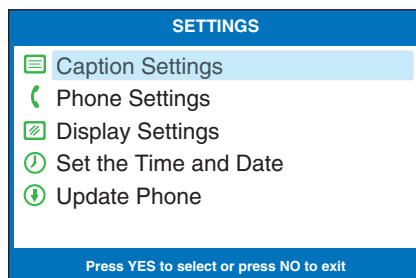 SETTINGS
Caption Settings
Phone Settings
Display Settings
Set the Time and Date
Update Phone
Press YES to select or press NO to exit